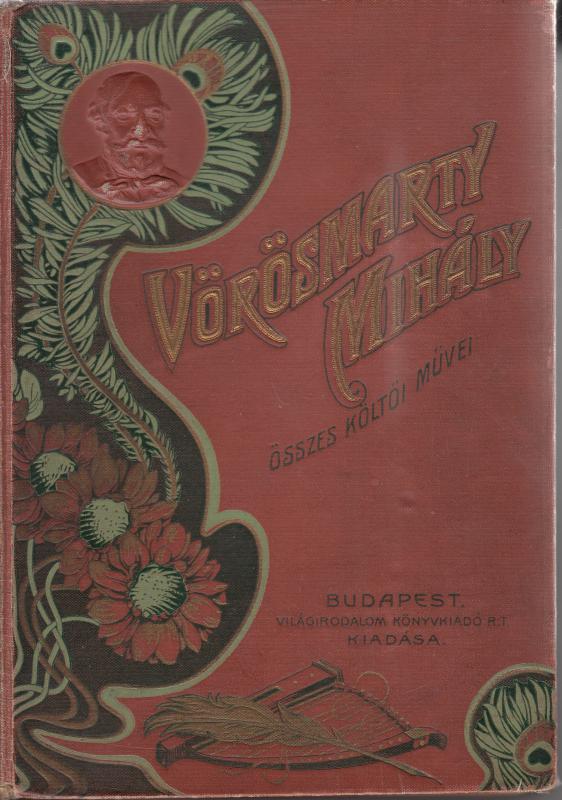 VÖRÖSMARTY
MIHÁLY
ÖSSZES KÖLTŐI MŰVEI
BUDAPEST.
VILÁGIRODALOM KÖNYVKIADÓ R.T.
KIADÁSA.